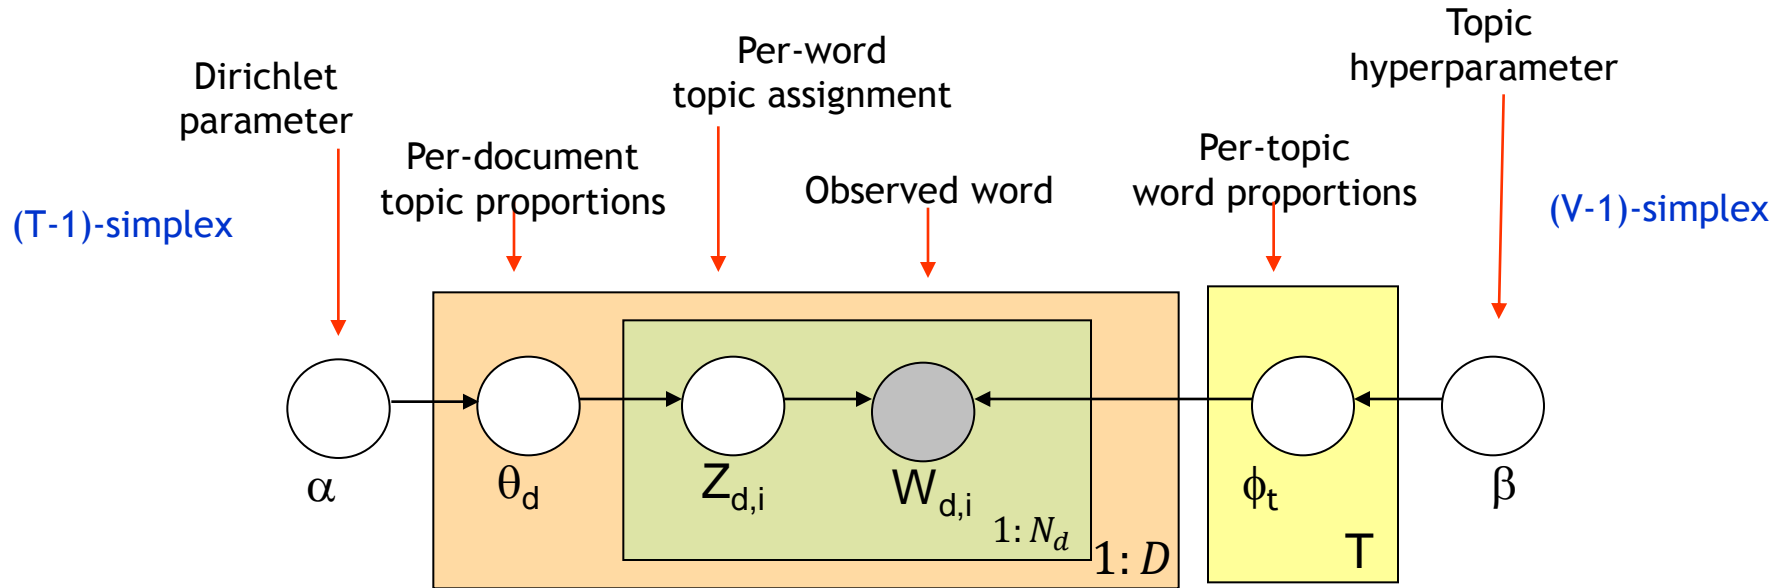 Dirichlet
parameter
(T-1)-simplex
Per-document
topic proportions
Per-word
topic assignment
Observed word
Per-topic
word proportions
Topic
hyperparameter
(V-1)-simplex
α
θd
Zd,i
Wd,i
1: Nd
1: D
ϕt
T
β